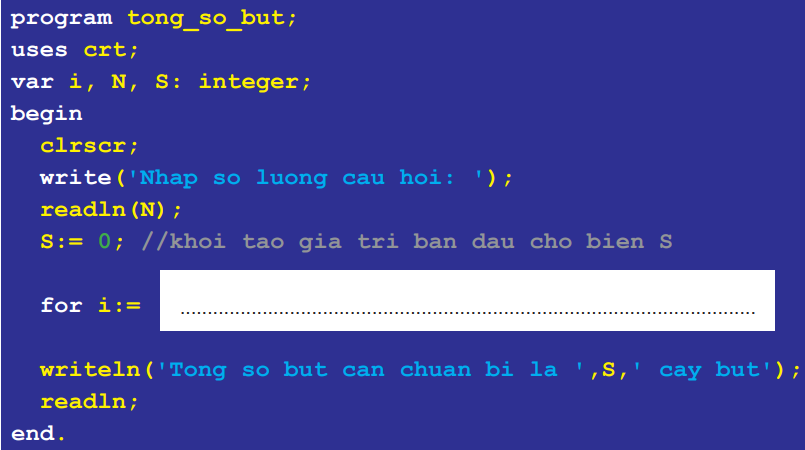 program tong_so_but;
uses crt;
var i, N, S: integer;
begin
clrscr;
write('Nhap so luong cau hoi: ');
readln(N);
S:= 0; //khoi tao gia tri ban dau cho bien S
for i:= ........................................................................................................
writeln('Tong so but can chuan bi la ',S,' cay but');
readln;
end.